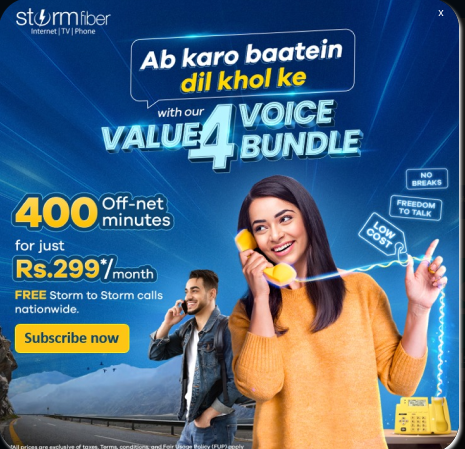 stormfiber
Internet | TV | Phone
X
Ab karo baatein
dil khol ke
with our
VALUE 4 VOICE
BUNDLE
NO
BREAKS
FREEDOM
TO TALK
LOW
COST
400 Off-net
minutes
for just
Rs.299*/month
FREE Storm to Storm calls
nationwide.
Subscribe now
*All prices are exclusive of taxes. Terms, conditions and Fair Usage Policy (FUP) apply